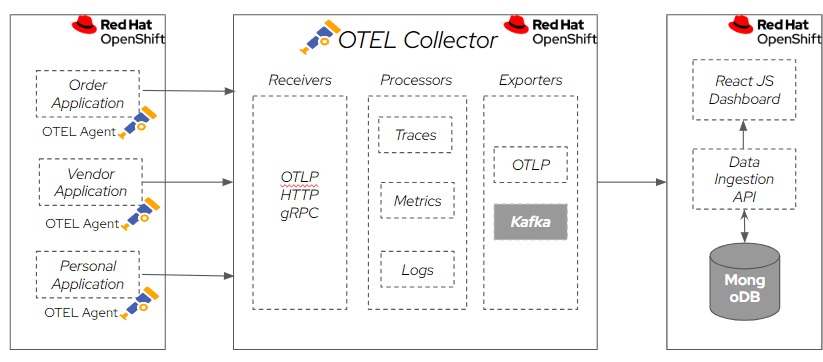 Red Hat
OpenShift
Order
Application
OTEL Agent
Vendor
Application
OTEL Agent
Personal
Application
OTEL Agent
OTEL Collector
Red Hat
OpenShift
Receivers
Processors
Exporters
OTLP
HTTP
gRPC
Traces
Metrics
Logs
OTLP
Kafka
Red Hat
OpenShift
React JS
Dashboard
Data
Ingestion
API
Mong
oDB